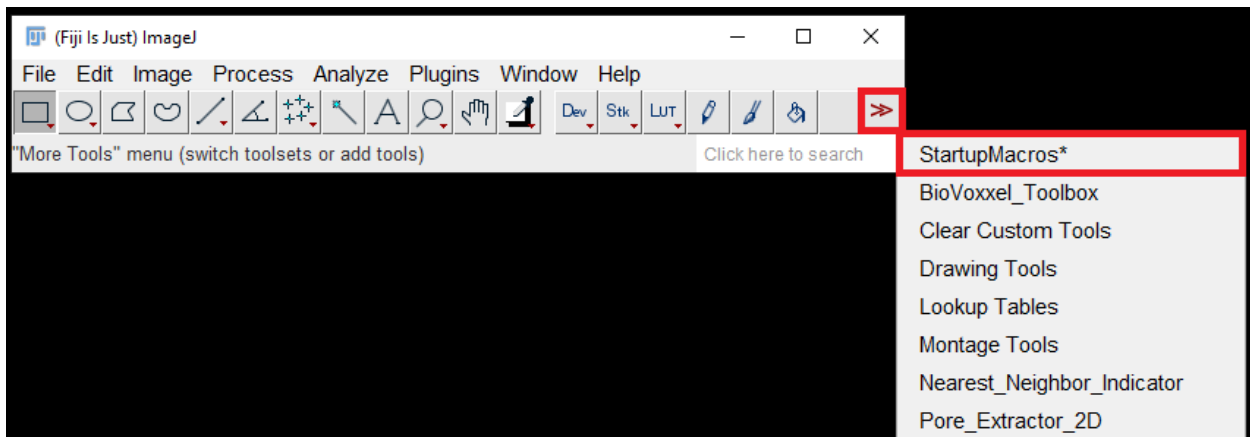 (Fiji Is Just) ImageJ
File Edit Image Process Analyze Plugins Window Help
A Dev Stk LUT ≫
"More Tools" menu (switch toolsets or add tools) Click here to search
StartupMacros*
BioVoxxel_Toolbox
Clear Custom Tools
Drawing Tools
Lookup Tables
Montage Tools
Nearest_Neighbor_Indicator
Pore_Extractor_2D